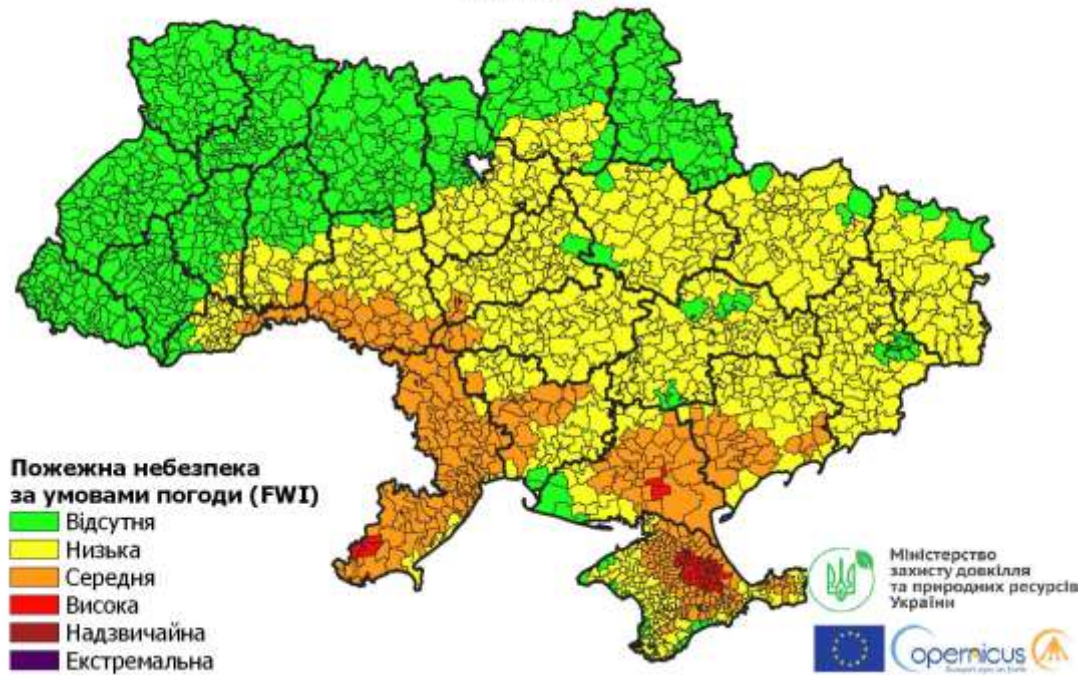 Пожежна небезпека
за умовами погоди (FWI)
Відсутня
Низька
Середня
Висока
Надзвичайна
Екстремальна
Міністерство
захисту довкілля
та природних ресурсів
України
opernicus